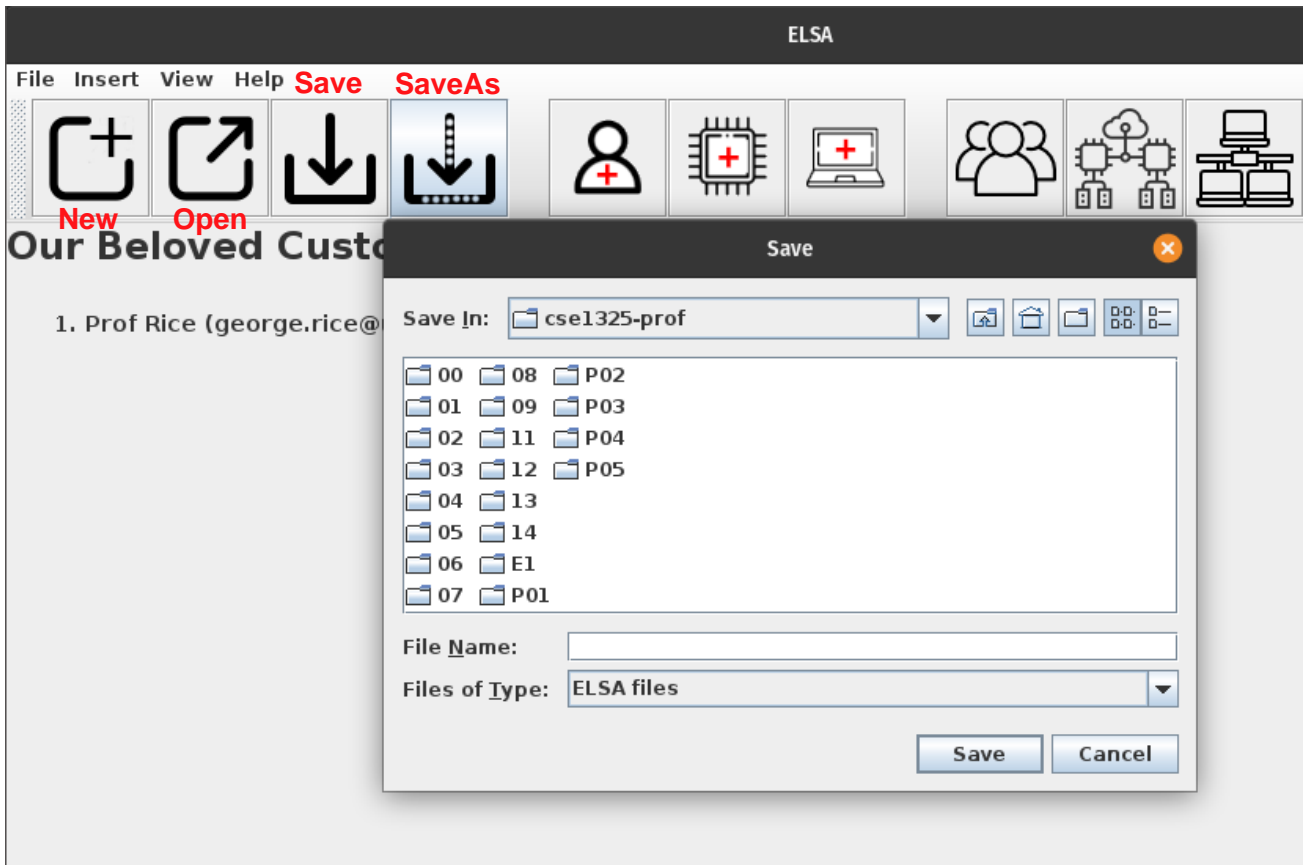 ELSA
File Insert View Help Save SaveAs
New Open
Our Beloved Custo
Save
1. Prof Rice (george.rice@
Save In: cse1325-prof
00 08 P02
01 09 P03
02 11 P04
03 12 P05
04 13
05 14
06 E1
07 P01
File Name:
Files of Type: ELSA files
Save Cancel